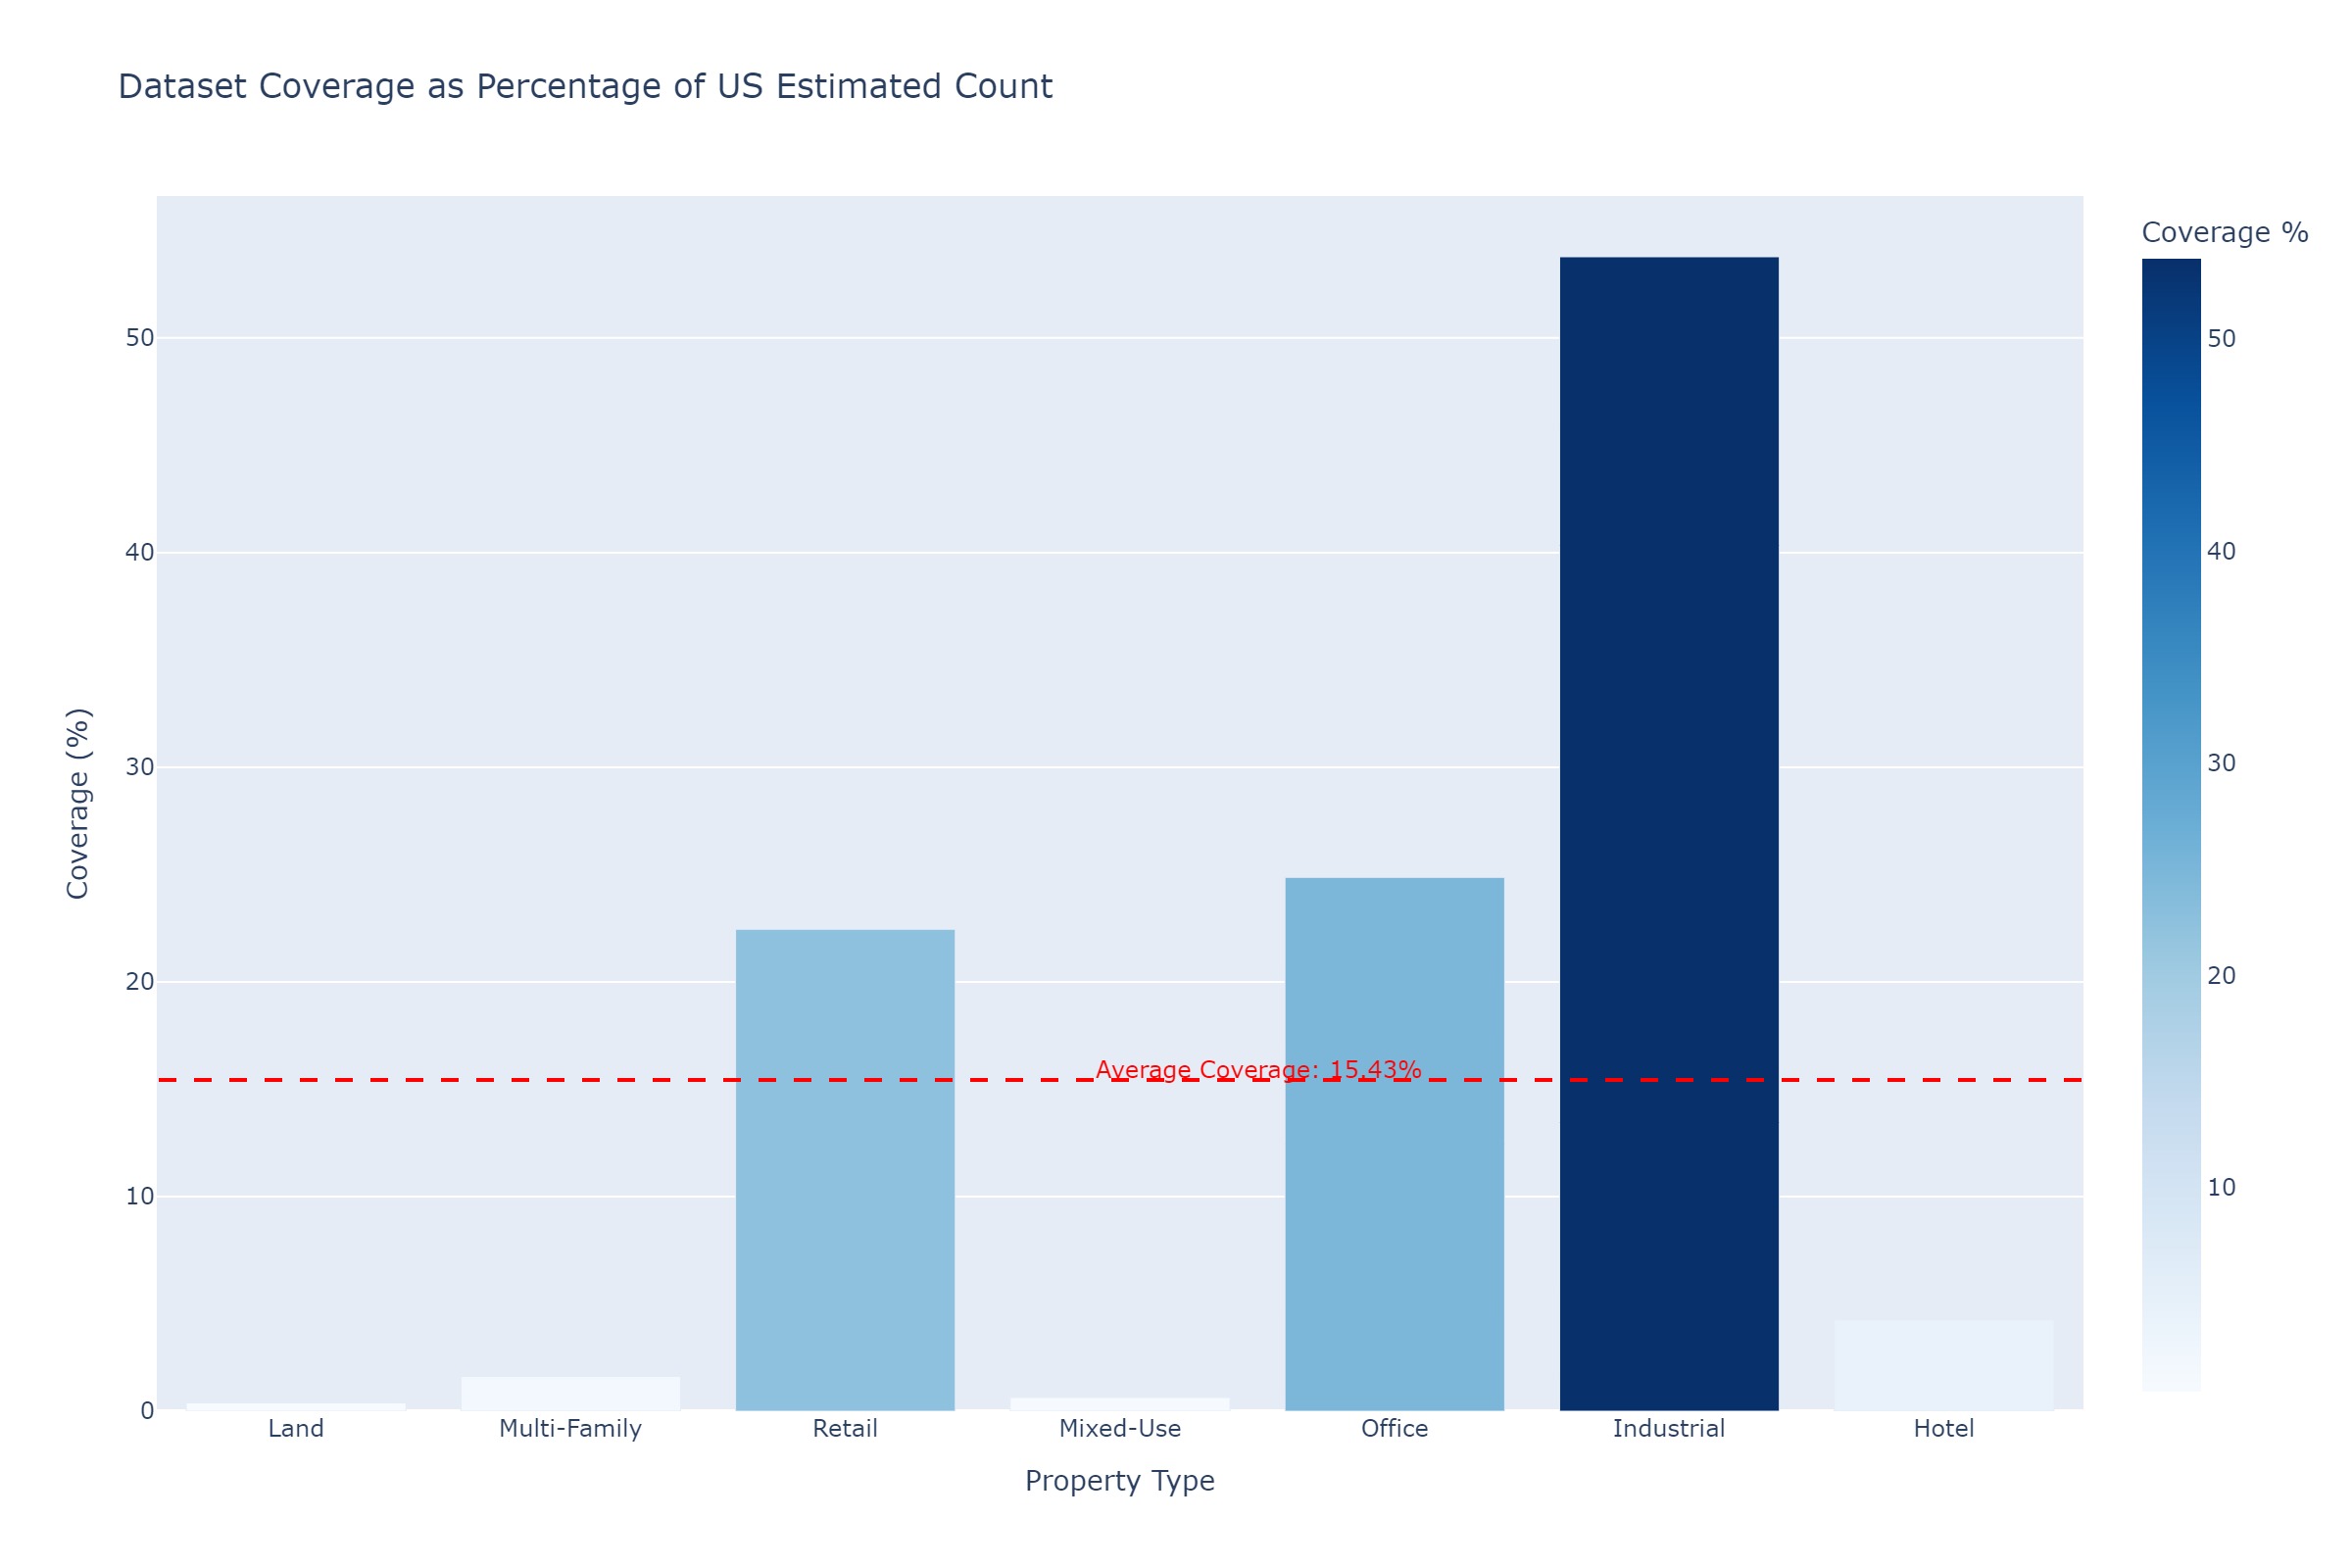 Dataset Coverage as Percentage of US Estimated Count
Coverage (%)
50
40
30
20
10
0
Average Coverage: 15.43%
Land
Multi-Family
Retail
Mixed-Use
Office
Industrial
Hotel
Property Type
Coverage %
50
40
30
20
10